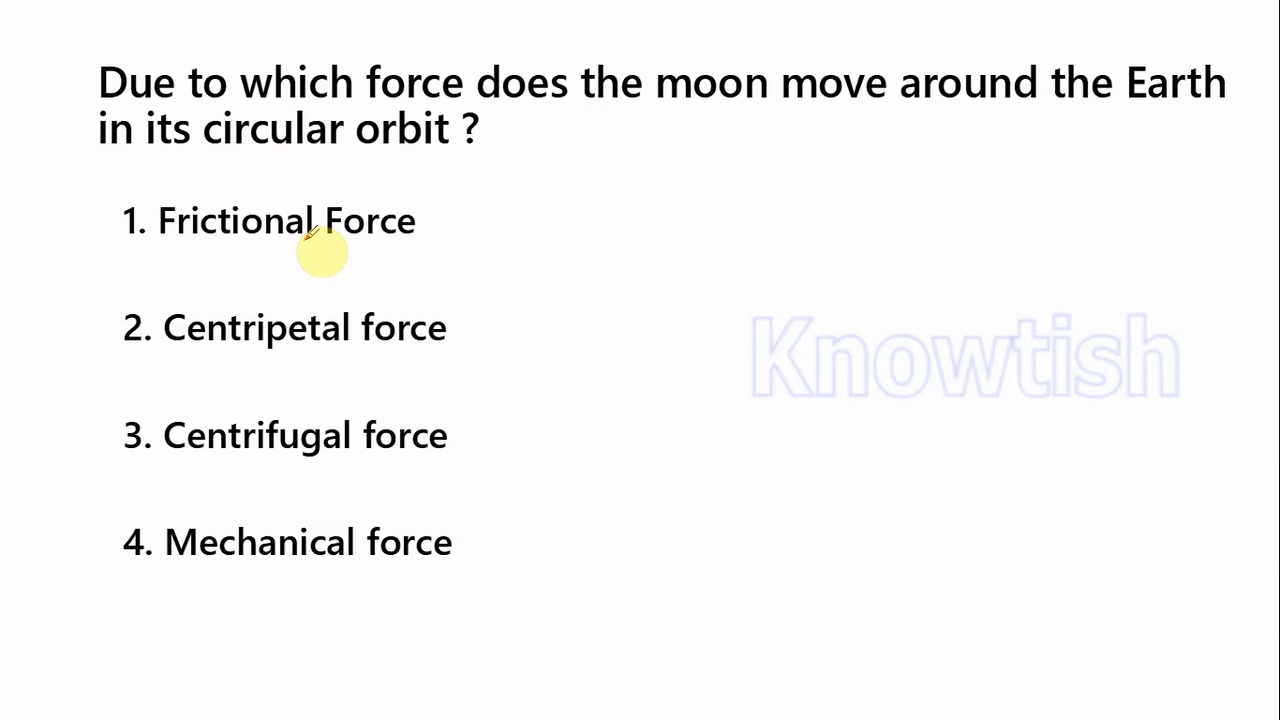 Due to which force does the moon move around the Earth
in its circular orbit ?
1. Frictional Force
2. Centripetal force
Knowtish
3. Centrifugal force
4. Mechanical force